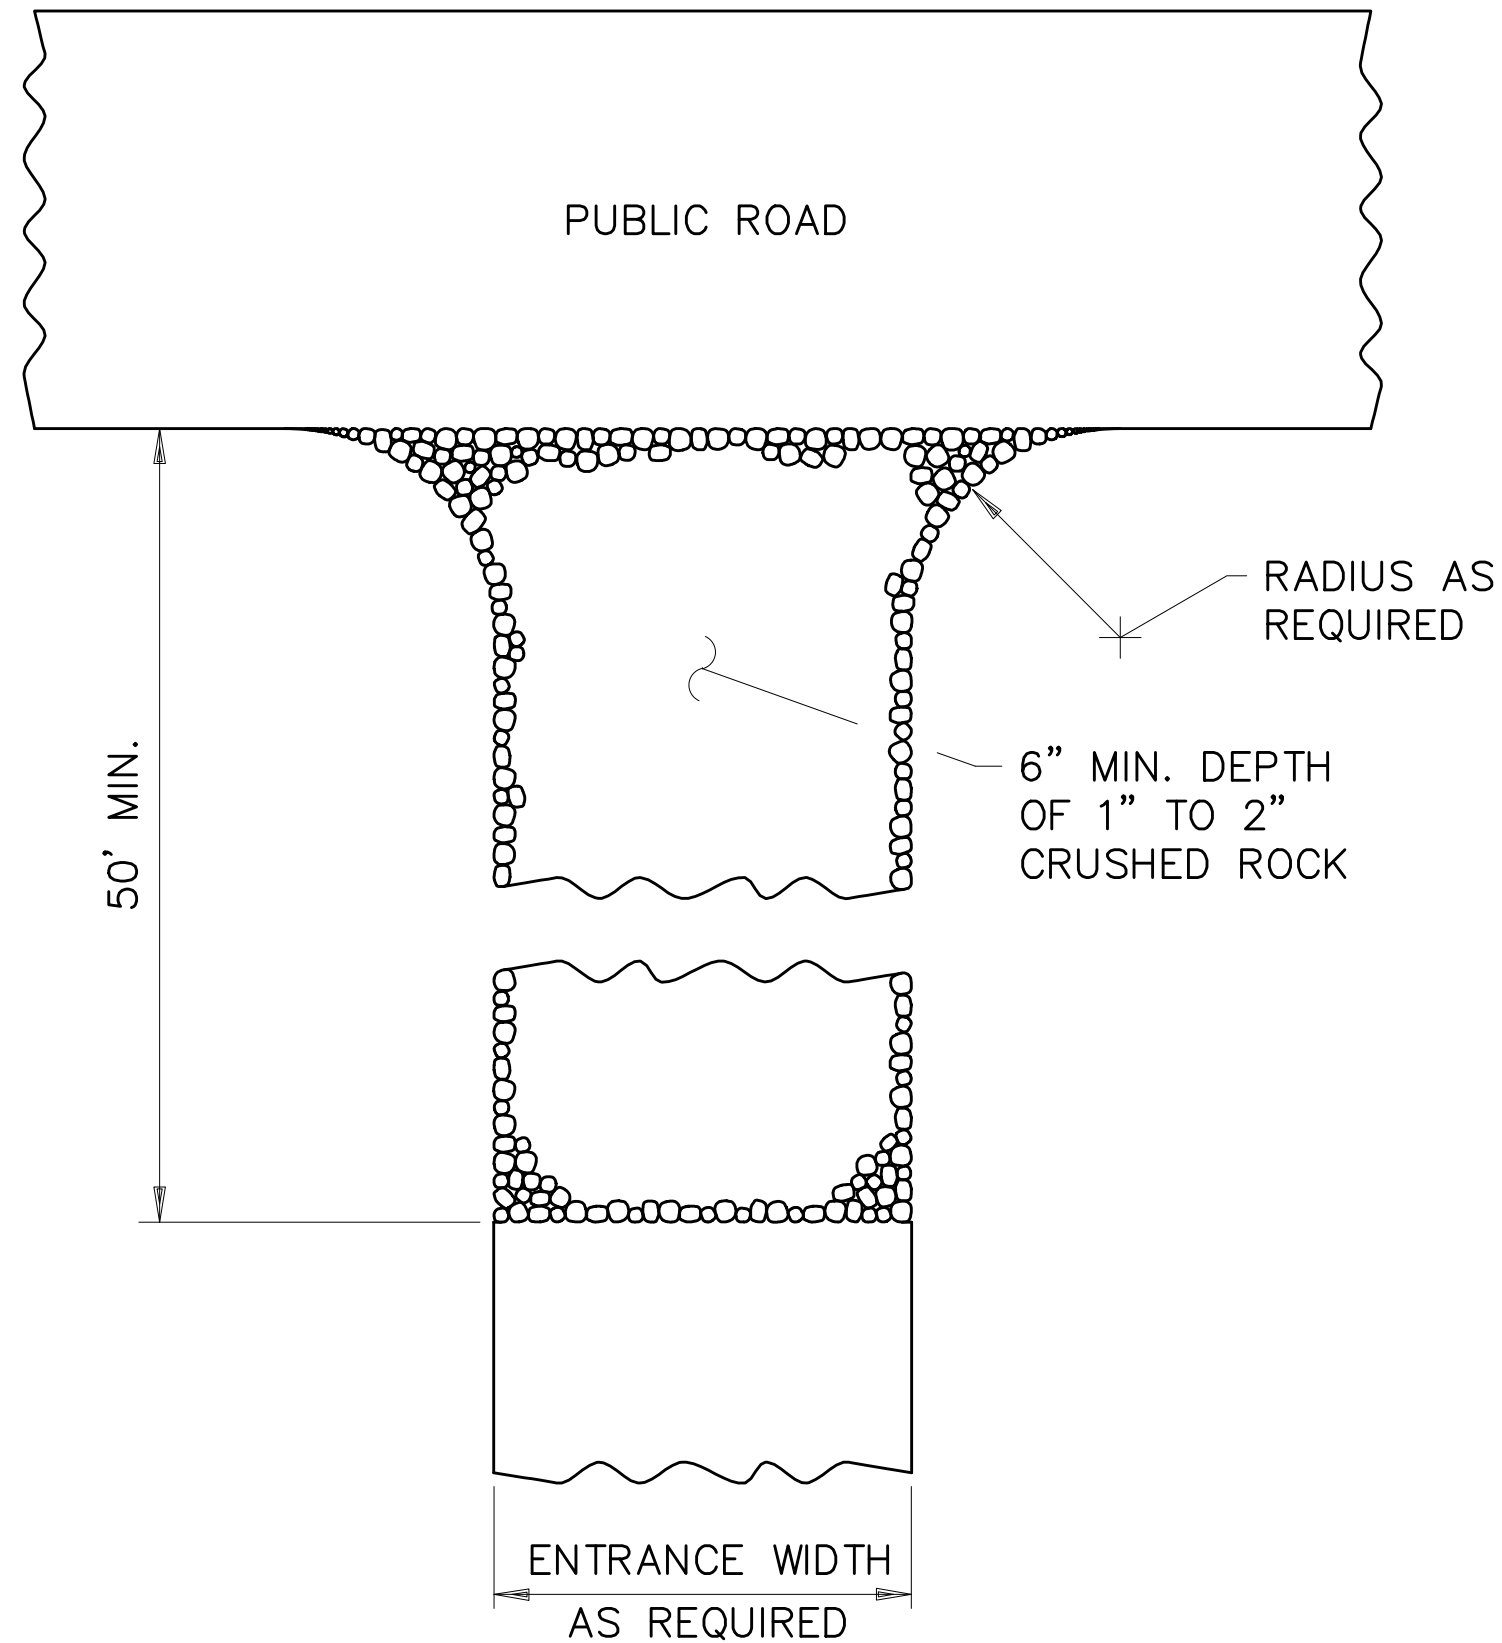 PUBLIC ROAD
RADIUS AS
REQUIRED
6" MIN. DEPTH
OF 1" TO 2"
CRUSHED ROCK
50' MIN.
ENTRANCE WIDTH
AS REQUIRED